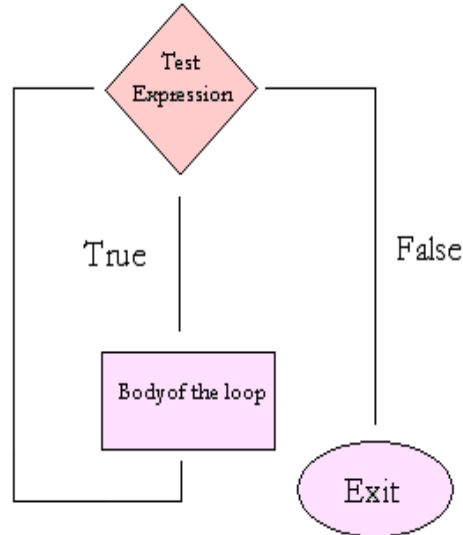 Test
Expression
True
False
Body of the loop
Exit